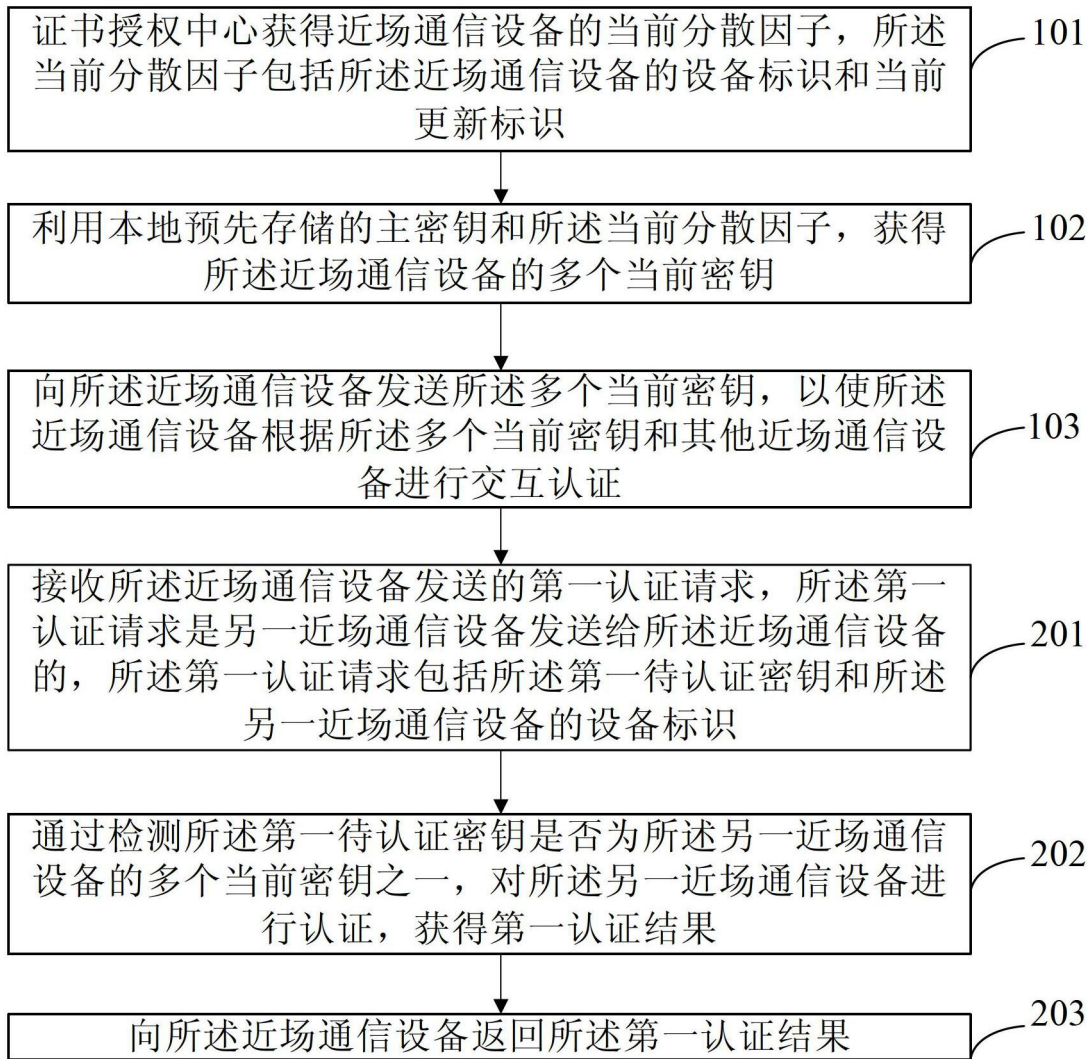 证书授权中心获得近场通信设备的当前分散因子，所述
当前分散因子包括所述近场通信设备的设备标识和当前
更新标识
101
利用本地预先存储的主密钥和所述当前分散因子，获得
所述近场通信设备的多个当前密钥
102
向所述近场通信设备发送所述多个当前密钥，以使所述
近场通信设备根据所述多个当前密钥和其他近场通信设
备进行交互认证
103
接收所述近场通信设备发送的第一认证请求，所述第一
认证请求是另一近场通信设备发送给所述近场通信设备
的，所述第一认证请求包括所述第一待认证密钥和所述
另一近场通信设备的设备标识
201
通过检测所述第一待认证密钥是否为所述另一近场通信
设备的多个当前密钥之一，对所述另一近场通信设备进
行认证，获得第一认证结果
202
向所述近场通信设备返回所述第一认证结果
203